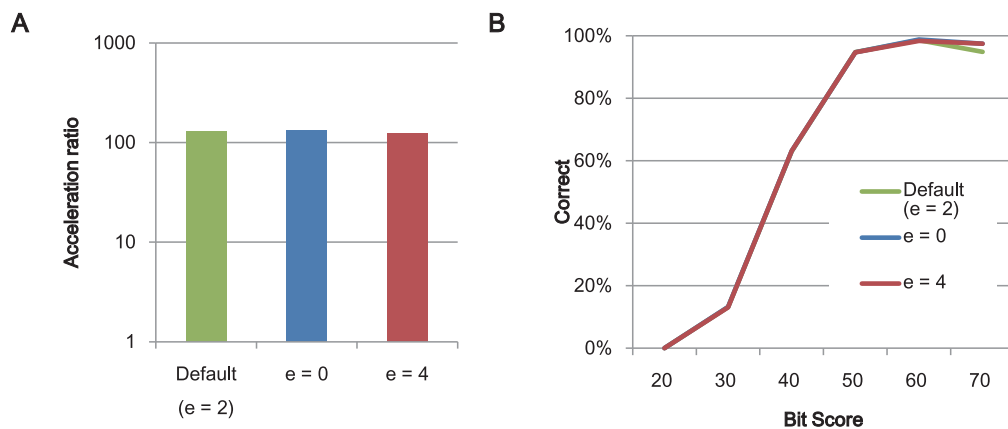 A
1000
100
10
1
Acceleration ratio
Default
(e = 2)
e = 0
e = 4
B
100%
80%
60%
40%
20%
0%
Correct
20 30 40 50 60 70
Bit Score
Default
(e = 2)
e = 0
e = 4